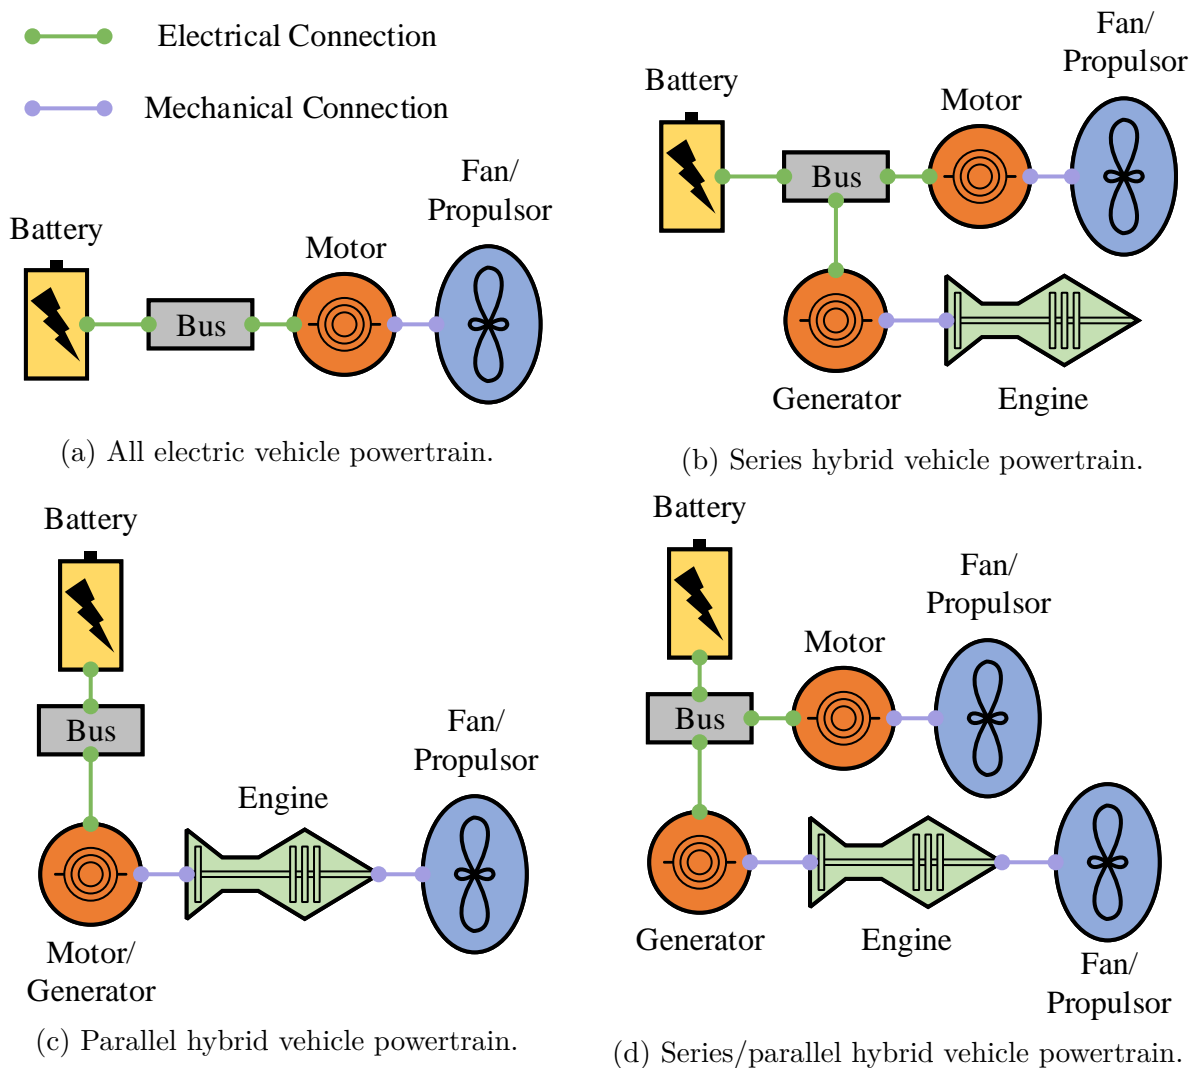 Electrical Connection
Mechanical Connection
Battery
Bus
Motor
Fan/
Propulsor
(a) All electric vehicle powertrain.
Battery
Bus
Motor
Fan/
Propulsor
Generator
Engine
(b) Series hybrid vehicle powertrain.
Battery
Bus
Motor/
Generator
Engine
Fan/
Propulsor
(c) Parallel hybrid vehicle powertrain.
Battery
Bus
Motor
Fan/
Propulsor
Generator
Engine
Fan/
Propulsor
(d) Series/parallel hybrid vehicle powertrain.